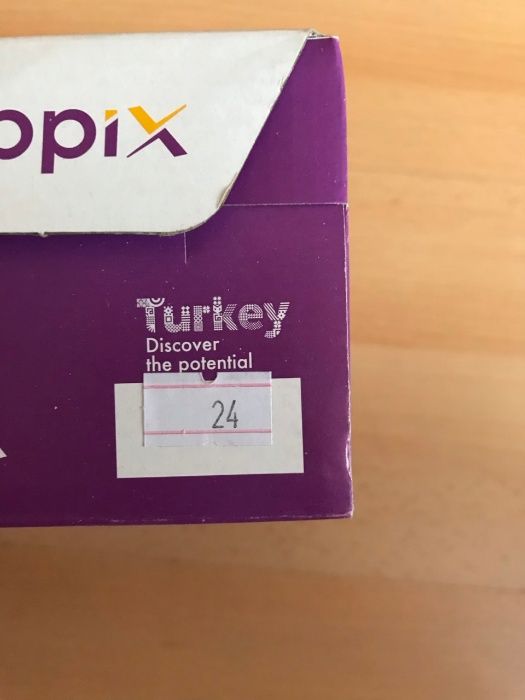 opix
Turkey
Discover
the potential
24